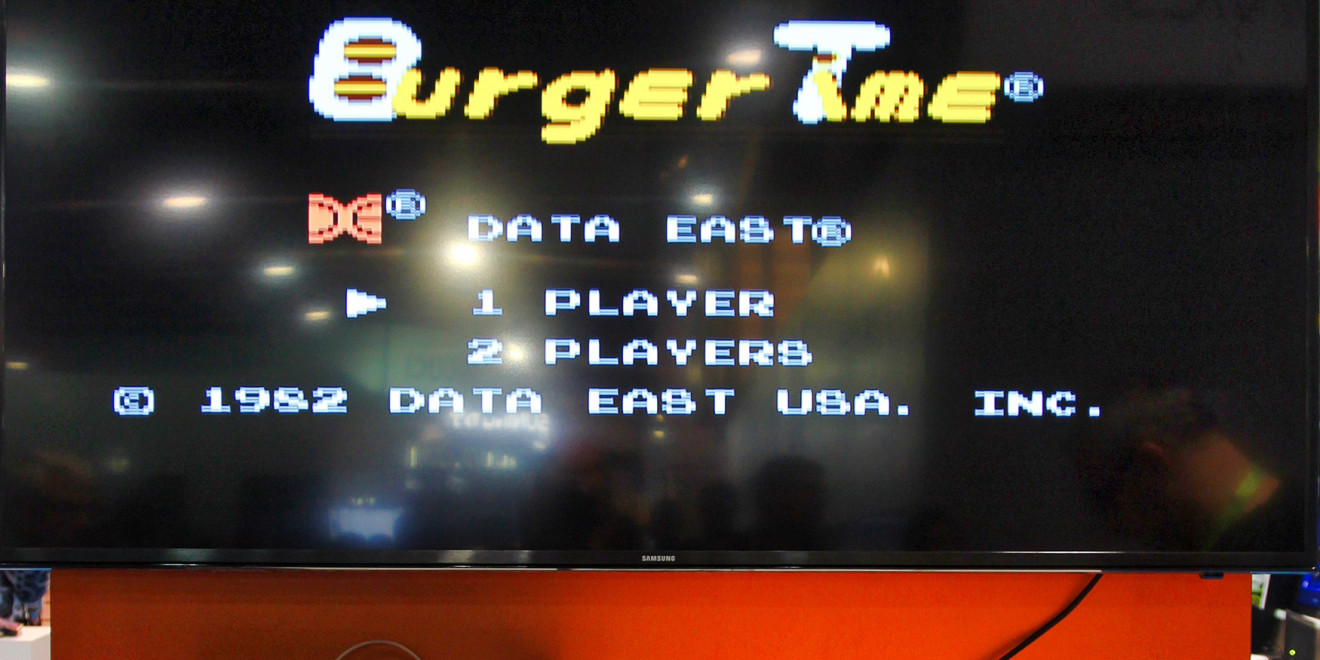 BurgerTime®
® DATA EAST®
1 PLAYER
2 PLAYERS
© 1982 DATA EAST USA. INC.
SAMSUNG